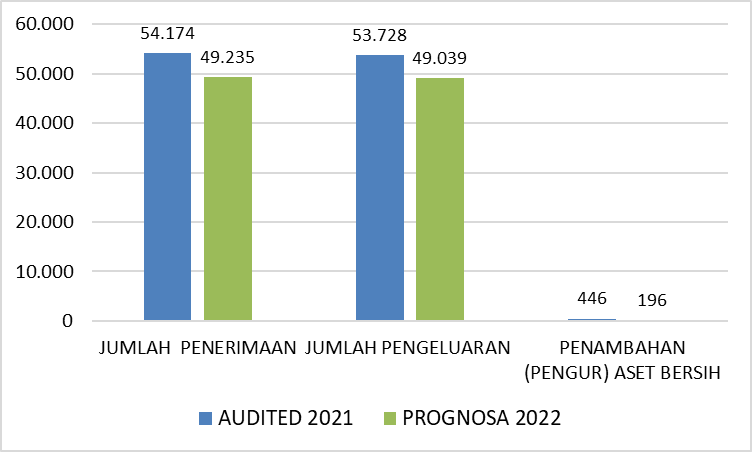 60.000
54.174
53.728
49.235
49.039
50.000
40.000
30.000
20.000
10.000
446
196
0
JUMLAH PENERIMAAN
JUMLAH PENGELUARAN
PENAMBAHAN
(PENGUR) ASET BERSIH
AUDITED 2021
PROGNOSA 2022